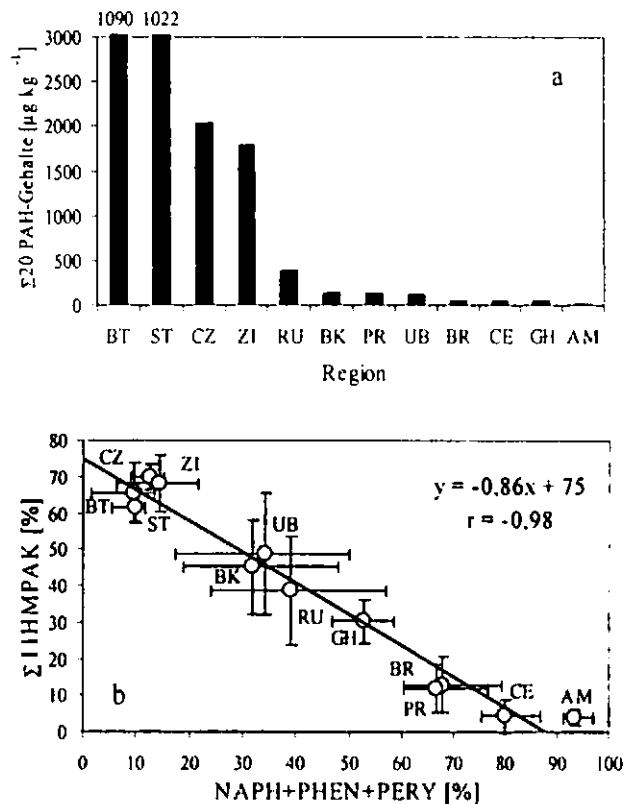 1090 1022
3000
2500
2000
1500
1000
500
0
Σ20 PAH-Gehalte [µg kg⁻¹]
a
BT ST CZ ZI RU BK PR UB BR CE GH AM
Region
80
70
60
50
40
30
20
10
0
Σ11HMPAK [%]
y = -0.86x + 75
r = -0.98
CZ ZI
BT ST
UB
BK
RU
GH
BR
PR
CE AM
b
0 10 20 30 40 50 60 70 80 90 100
NAPH+PHEN+PERY [%]